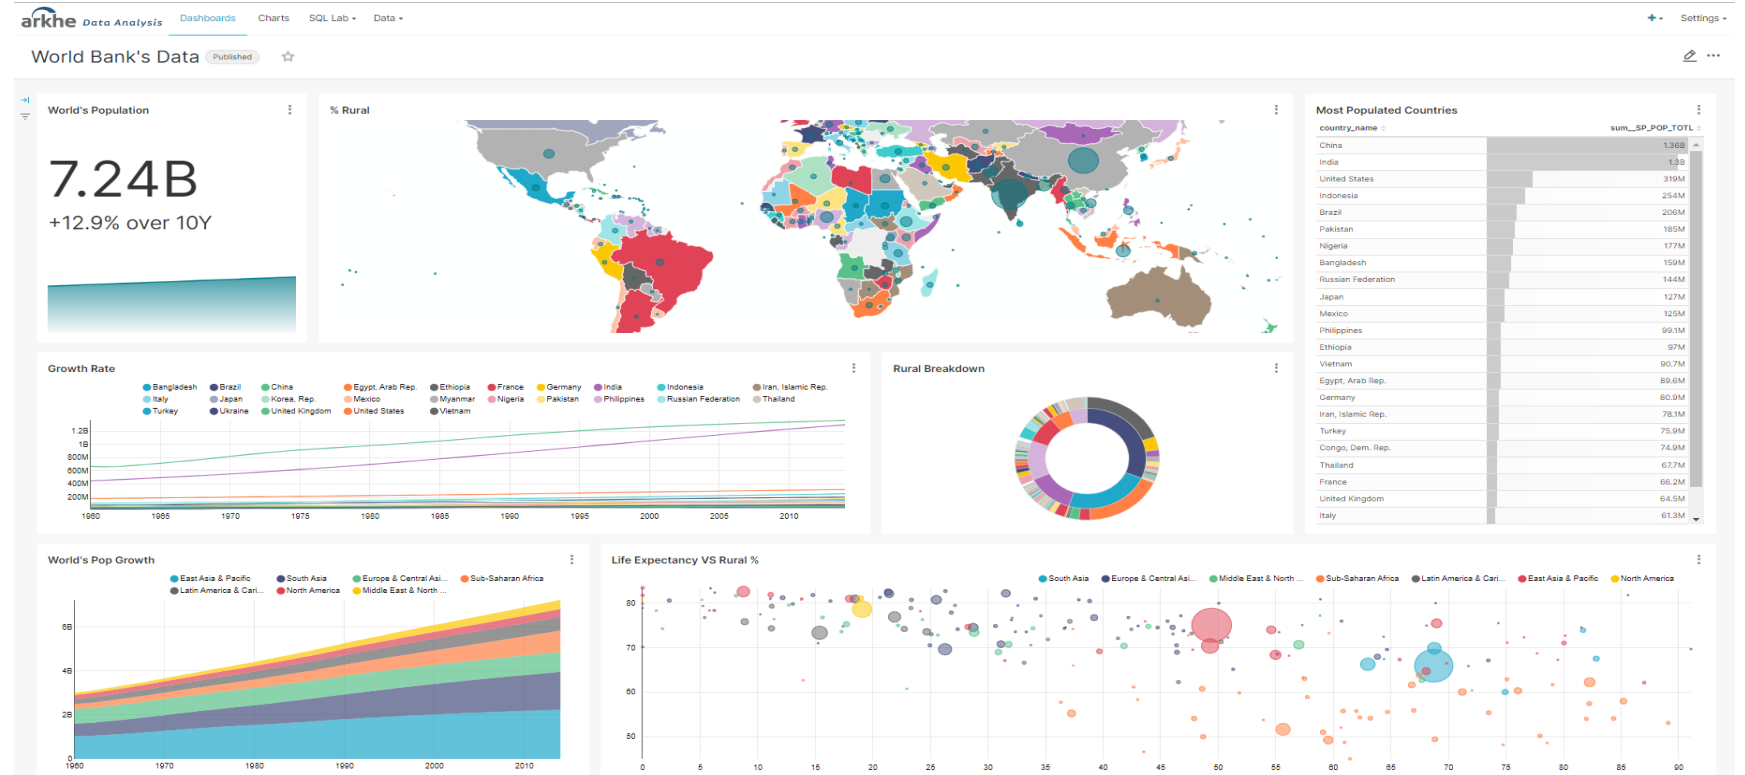 arkhe Data Analysis Dashboards Charts SQL Lab Data Settings
World Bank's Data Published
World's Population
7.24B
+12.9% over 10Y
% Rural
Most Populated Countries
country_name sum__SP_POP_TOTL
China 1.36B
India 1.3B
United States 319M
Indonesia 254M
Brazil 206M
Pakistan 185M
Nigeria 177M
Bangladesh 159M
Russian Federation 144M
Japan 127M
Mexico 125M
Philippines 99.1M
Ethiopia 97M
Vietnam 90.7M
Egypt, Arab Rep. 89.6M
Germany 80.9M
Iran, Islamic Rep. 78.1M
Turkey 75.9M
Congo, Dem. Rep. 74.9M
Thailand 67.7M
France 66.2M
United Kingdom 64.5M
Italy 61.3M
Growth Rate
Bangladesh Brazil China Egypt, Arab Rep. Ethiopia France Germany India Indonesia Iran, Islamic Rep.
Italy Japan Korea, Rep. Mexico Myanmar Nigeria Pakistan Philippines Russian Federation Thailand
Turkey Ukraine United Kingdom United States Vietnam
1.2B
1B
800M
600M
400M
200M
1960 1965 1970 1975 1980 1985 1990 1995 2000 2005 2010
Rural Breakdown
World's Pop Growth
East Asia & Pacific South Asia Europe & Central Asi... Sub-Saharan Africa
Latin America & Cari... North America Middle East & North ...
6B
4B
2B
0
1960 1970 1980 1990 2000 2010
Life Expectancy VS Rural %
South Asia Europe & Central Asi... Middle East & North ... Sub-Saharan Africa Latin America & Cari... East Asia & Pacific North America
80
70
60
50
0 5 10 15 20 25 30 35 40 45 50 55 60 65 70 75 80 85 90